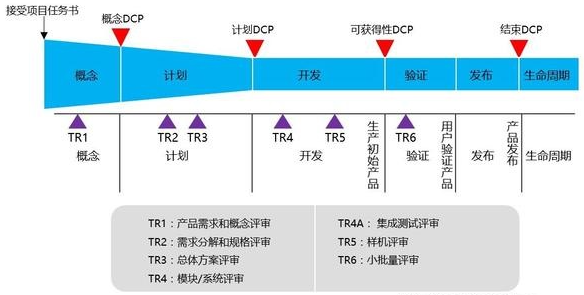 接受项目任务书
概念DCP
计划DCP
可获得性DCP
结束DCP
概念
计划
开发
验证
发布
生命周期
TR1
TR2
TR3
TR4
TR5
TR6
概念
计划
开发
生产初始产品
验证
用户验证产品
发布
产品发布
生命周期
TR1：产品需求和概念评审
TR2：需求分解和规格评审
TR3：总体方案评审
TR4：模块/系统评审
TR4A： 集成测试评审
TR5：样机评审
TR6：小批量评审